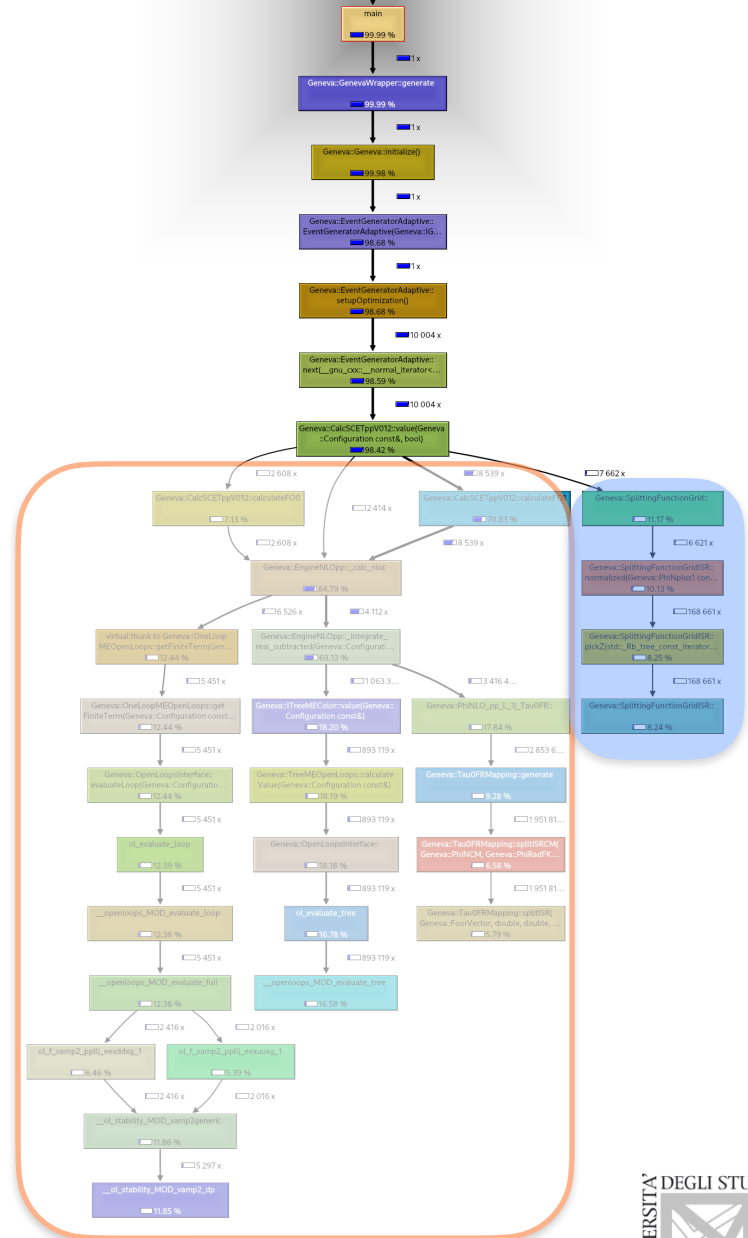 main
99.99 %
1 x
Geneva::GenevaWrapper::generate
99.99 %
1 x
Geneva::Geneva::initialize()
99.98 %
1 x
Geneva::EventGeneratorAdaptive::
EventGeneratorAdaptive(Geneva::IG...
98.68 %
1 x
Geneva::EventGeneratorAdaptive::
setupOptimization()
98.68 %
10 004 x
Geneva::EventGeneratorAdaptive::
next(__gnu_cxx::__normal_iterator<...
98.59 %
10 004 x
Geneva::CalcSCETppV012::value(Geneva
::Configuration const&, bool)
98.42 %
2 608 x
2 414 x
8 539 x
7 662 x
Geneva::CalcSCETppV012::calculateFO0
7.13 %
Geneva::CalcSCETppV012::calculateFO1
70.83 %
Geneva::SplittingFunctionGrid::
11.17 %
2 608 x
8 539 x
6 621 x
Geneva::EngineNLOpp::_calc_nlo(
84.79 %
Geneva::SplittingFunctionGridISR::
normalized(Geneva::PhiNplus1 con...
10.13 %
6 526 x
4 112 x
168 661 x
virtual thunk to Geneva::OneLoop
MEOpenLoops::getFiniteTerm(Gen...
12.44 %
Geneva::EngineNLOpp::_integrate_
real_subtracted(Geneva::Configurati...
69.13 %
Geneva::SplittingFunctionGridISR::
pickZ(std::_Rb_tree_const_iterator...
8.25 %
5 451 x
1 063 3...
3 416 4...
168 661 x
Geneva::OneLoopMEOpenLoops::get
FiniteTerm(Geneva::Configuration const...
12.44 %
Geneva::ITreeMEColor::value(Geneva::
Configuration const&)
18.20 %
Geneva::PhiNLO_pp_L_1j_Tau0FR::
17.84 %
Geneva::SplittingFunctionGridISR::
8.24 %
5 451 x
893 119 x
2 853 6...
Geneva::OpenLoopsInterface::
evaluateLoop(Geneva::Configuratio...
12.44 %
Geneva::TreeMEOpenLoops::calculate
Value(Geneva::Configuration const&)
18.19 %
Geneva::Tau0FRMapping::generate
9.28 %
5 451 x
893 119 x
1 951 81...
ol_evaluate_loop
12.39 %
Geneva::OpenLoopsInterface::
18.18 %
Geneva::Tau0FRMapping::splitISRCM(
Geneva::PhiNCM, Geneva::PhiRadFK...
6.58 %
5 451 x
893 119 x
1 951 81...
__openloops_MOD_evaluate_loop
12.38 %
ol_evaluate_tree
16.78 %
Geneva::Tau0FRMapping::splitISR(
Geneva::FourVector, double, double, ...
5.79 %
5 451 x
893 119 x
__openloops_MOD_evaluate_full
12.38 %
__openloops_MOD_evaluate_tree
16.58 %
2 416 x
2 016 x
ol_f_vamp2_ppllj_eexddxg_1
6.46 %
ol_f_vamp2_ppllj_eexuuxg_1
5.39 %
2 416 x
2 016 x
__ol_stability_MOD_vamp2generic
11.86 %
5 297 x
__ol_stability_MOD_vamp2_dp
11.85 %
DEGLI STU